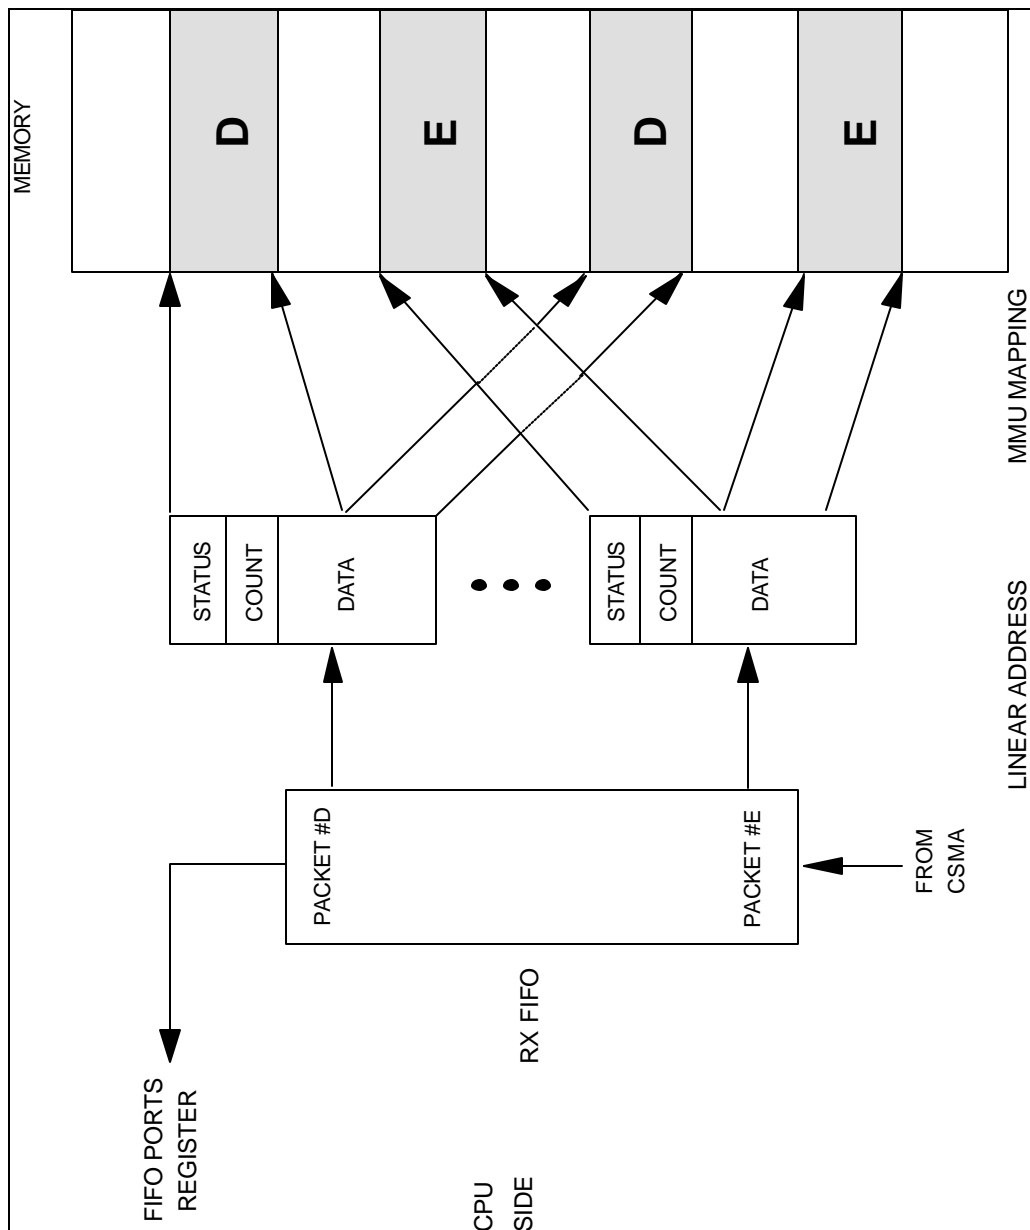 MEMORY
D
E
D
E
MMU MAPPING
STATUS
COUNT
DATA
STATUS
COUNT
DATA
LINEAR ADDRESS
PACKET #D
PACKET #E
FROM
CSMA
RX FIFO
FIFO PORTS
REGISTER
CPU
SIDE